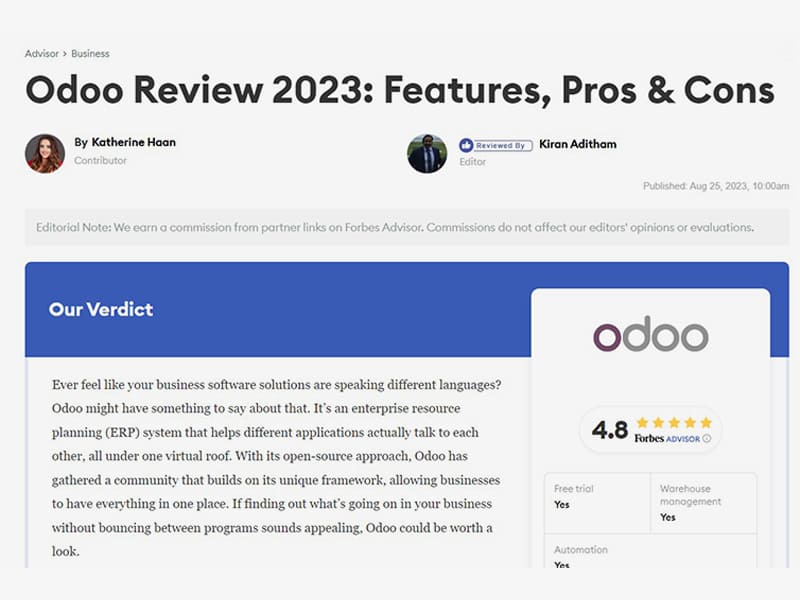 Advisor > Business
Odoo Review 2023: Features, Pros & Cons
By Katherine Haan
Contributor
Reviewed By Kiran Aditham
Editor
Published: Aug 25, 2023, 10:00am
Editorial Note: We earn a commission from partner links on Forbes Advisor. Commissions do not affect our editors' opinions or evaluations.
Our Verdict
Ever feel like your business software solutions are speaking different languages?
Odoo might have something to say about that. It's an enterprise resource
planning (ERP) system that helps different applications actually talk to each
other, all under one virtual roof. With its open-source approach, Odoo has
gathered a community that builds on its unique framework, allowing businesses
to have everything in one place. If finding out what's going on in your business
without bouncing between programs sounds appealing, Odoo could be worth a
look.
odoo
4.8
Forbes ADVISOR
Free trial
Yes
Warehouse
management
Yes
Automation
Yes